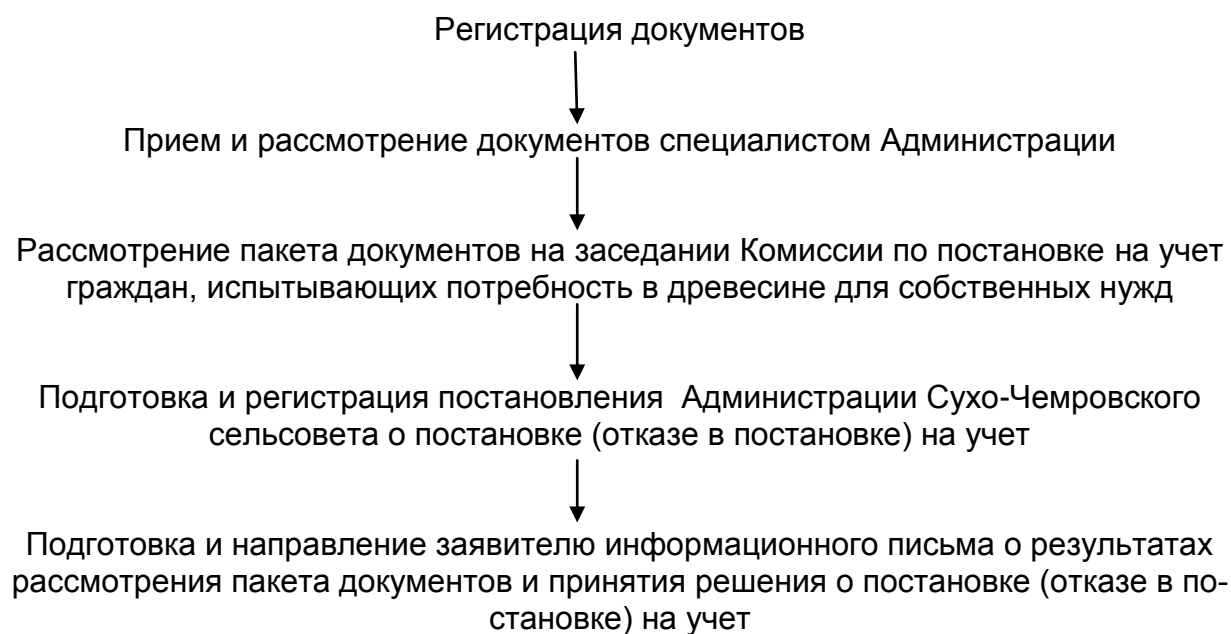 Регистрация документов
Прием и рассмотрение документов специалистом Администрации
Рассмотрение пакета документов на заседании Комиссии по постановке на учет
граждан, испытывающих потребность в древесине для собственных нужд
Подготовка и регистрация постановления  Администрации Сухо-Чемровского
сельсовета о постановке (отказе в постановке) на учет
Подготовка и направление заявителю информационного письма о результатах
рассмотрения пакета документов и принятия решения о постановке (отказе в по-
становке) на учет